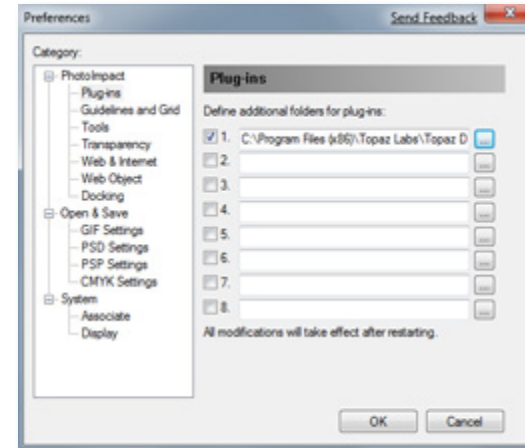 Preferences
Send Feedback
Category:
PhotoImpact
Plug-ins
Guidelines and Grid
Tools
Transparency
Web & Internet
Web Object
Docking
Open & Save
GIF Settings
PSD Settings
PSP Settings
CMYK Settings
System
Associate
Display
Plug-ins
Define additional folders for plug-ins:
1. C:\Program Files (x86)\Topaz Labs\Topaz D ...
2. ...
3. ...
4. ...
5. ...
6. ...
7. ...
8. ...
All modifications will take effect after restarting.
OK Cancel